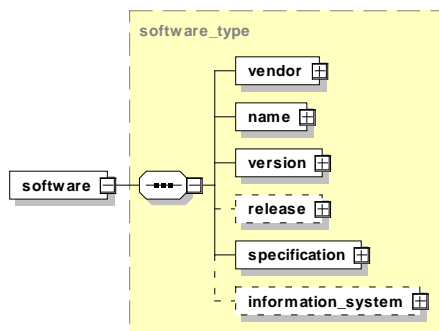 software_type
vendor
name
version
software
release
specification
information_system